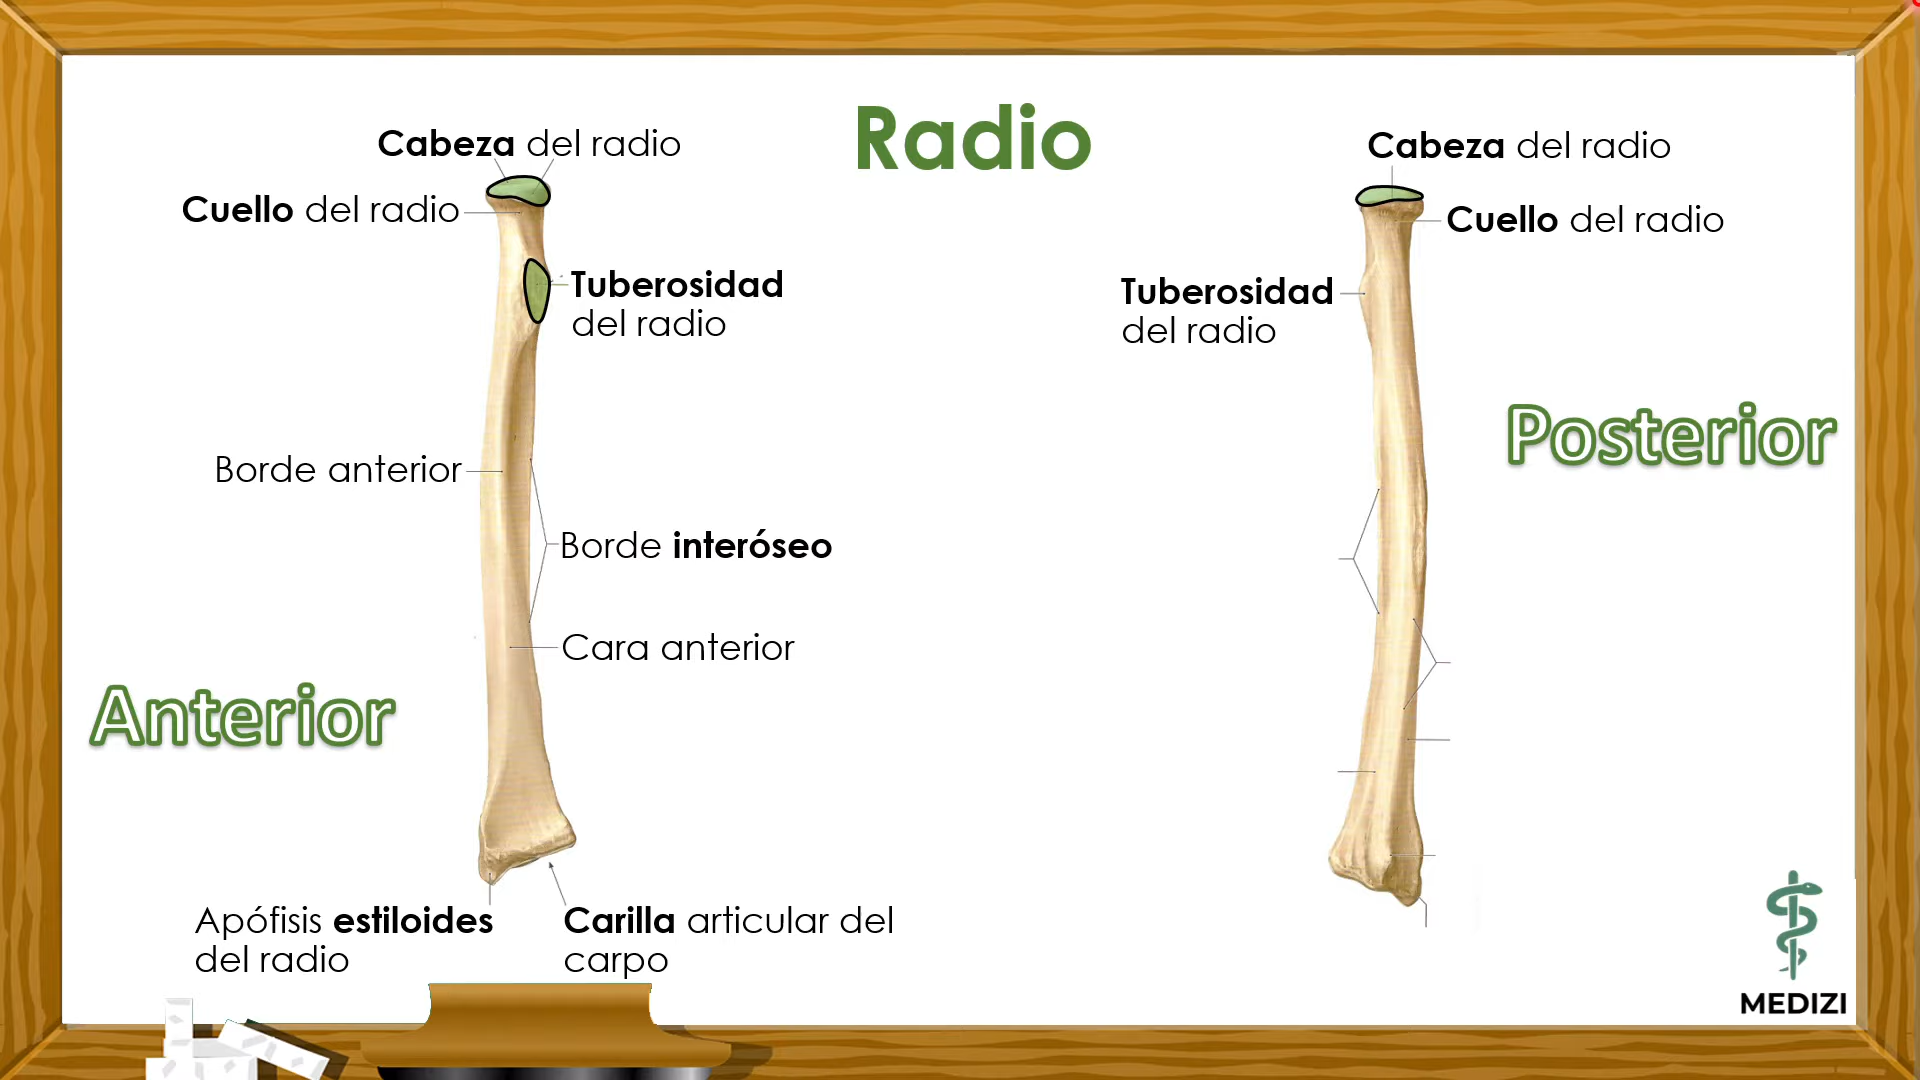 Radio
Cabeza del radio
Cuello del radio
Tuberosidad
del radio
Borde anterior
Borde interóseo
Cara anterior
Anterior
Apófisis estiloides
del radio
Carilla articular del
carpo
Cabeza del radio
Cuello del radio
Tuberosidad
del radio
Posterior
MEDIZI